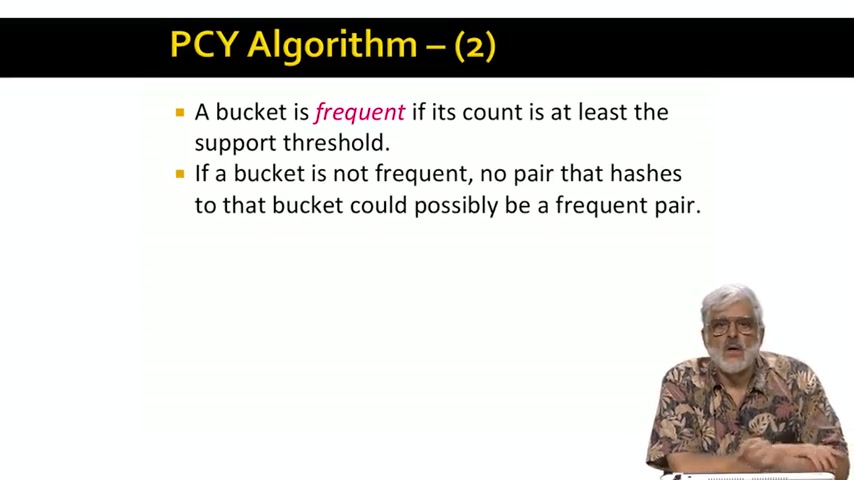 PCY Algorithm – (2)
A bucket is frequent if its count is at least the
support threshold.
If a bucket is not frequent, no pair that hashes
to that bucket could possibly be a frequent pair.